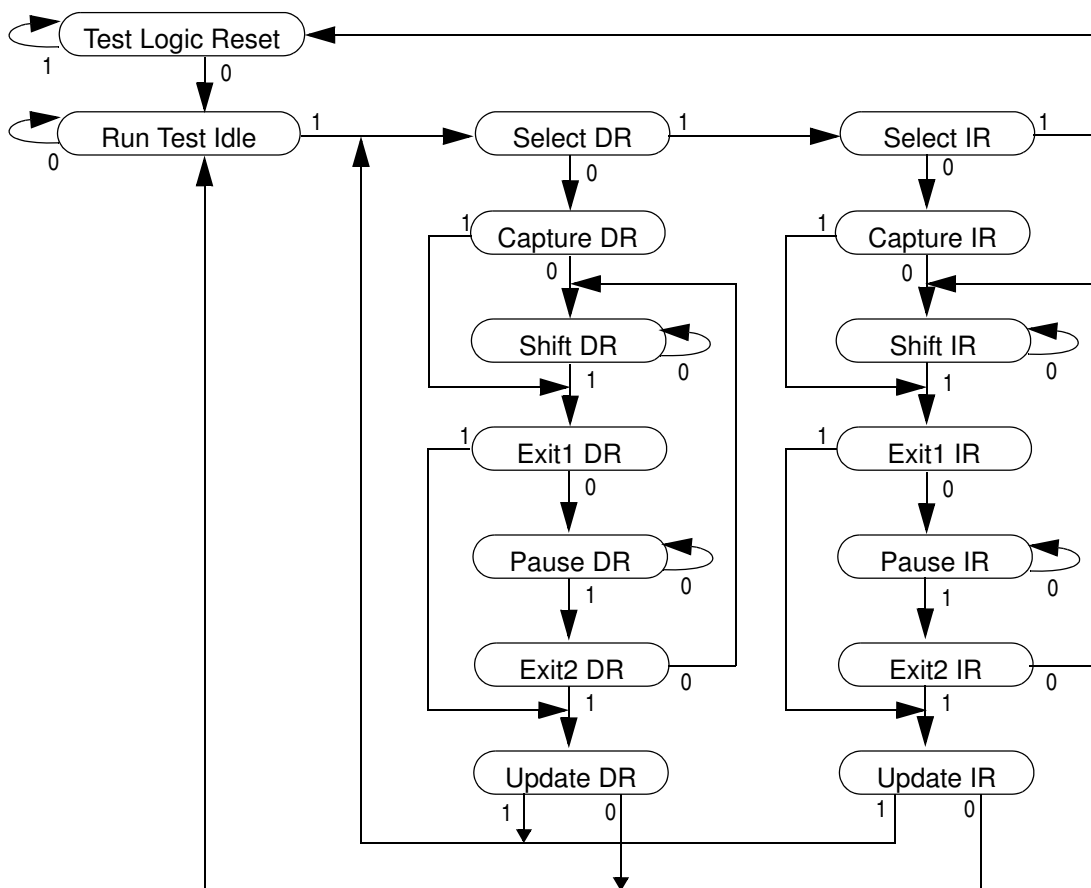 Test Logic Reset
1
0
Run Test Idle
0
1
Select DR
1
0
Select IR
1
0
1
Capture DR
0
1
Capture IR
0
Shift DR
0
1
Shift IR
0
1
1
Exit1 DR
0
1
Exit1 IR
0
Pause DR
0
1
Pause IR
0
1
Exit2 DR
0
1
Exit2 IR
0
1
Update DR
1
0
Update IR
1
0